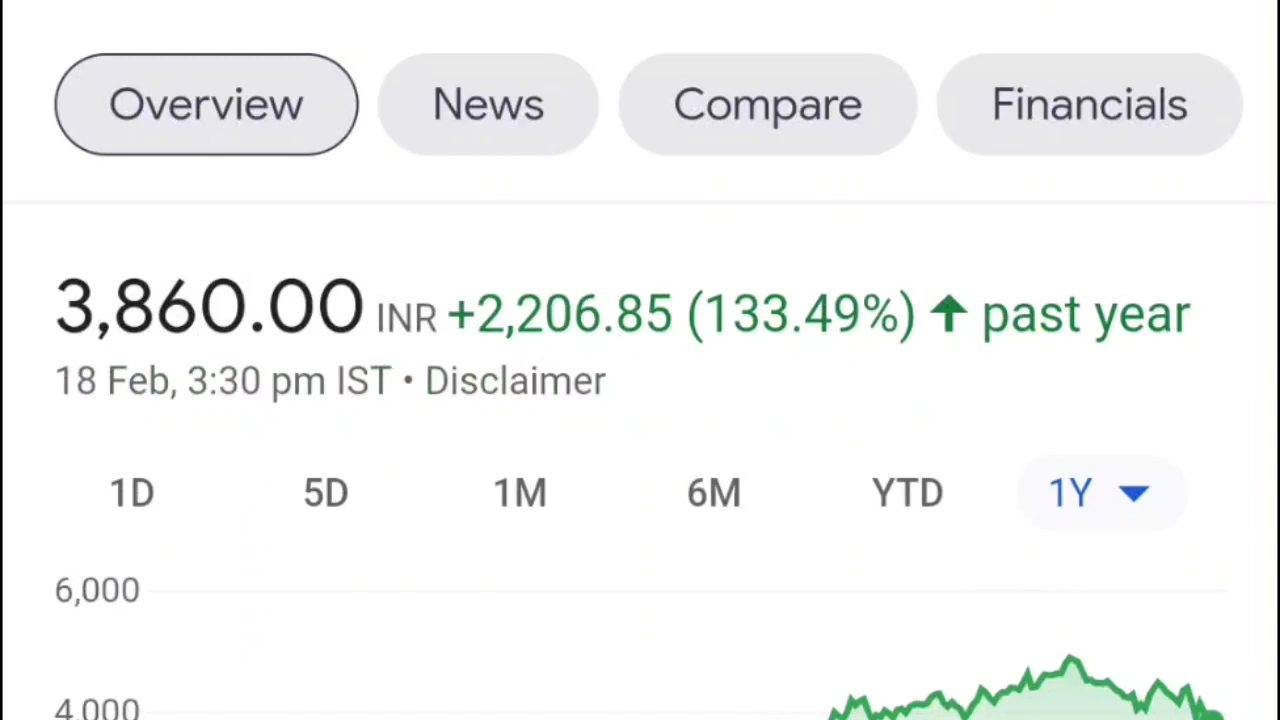 Overview News Compare Financials
3,860.00 INR +2,206.85 (133.49%) ↑ past year
18 Feb, 3:30 pm IST • Disclaimer
1D 5D 1M 6M YTD 1Y
6,000
4,000